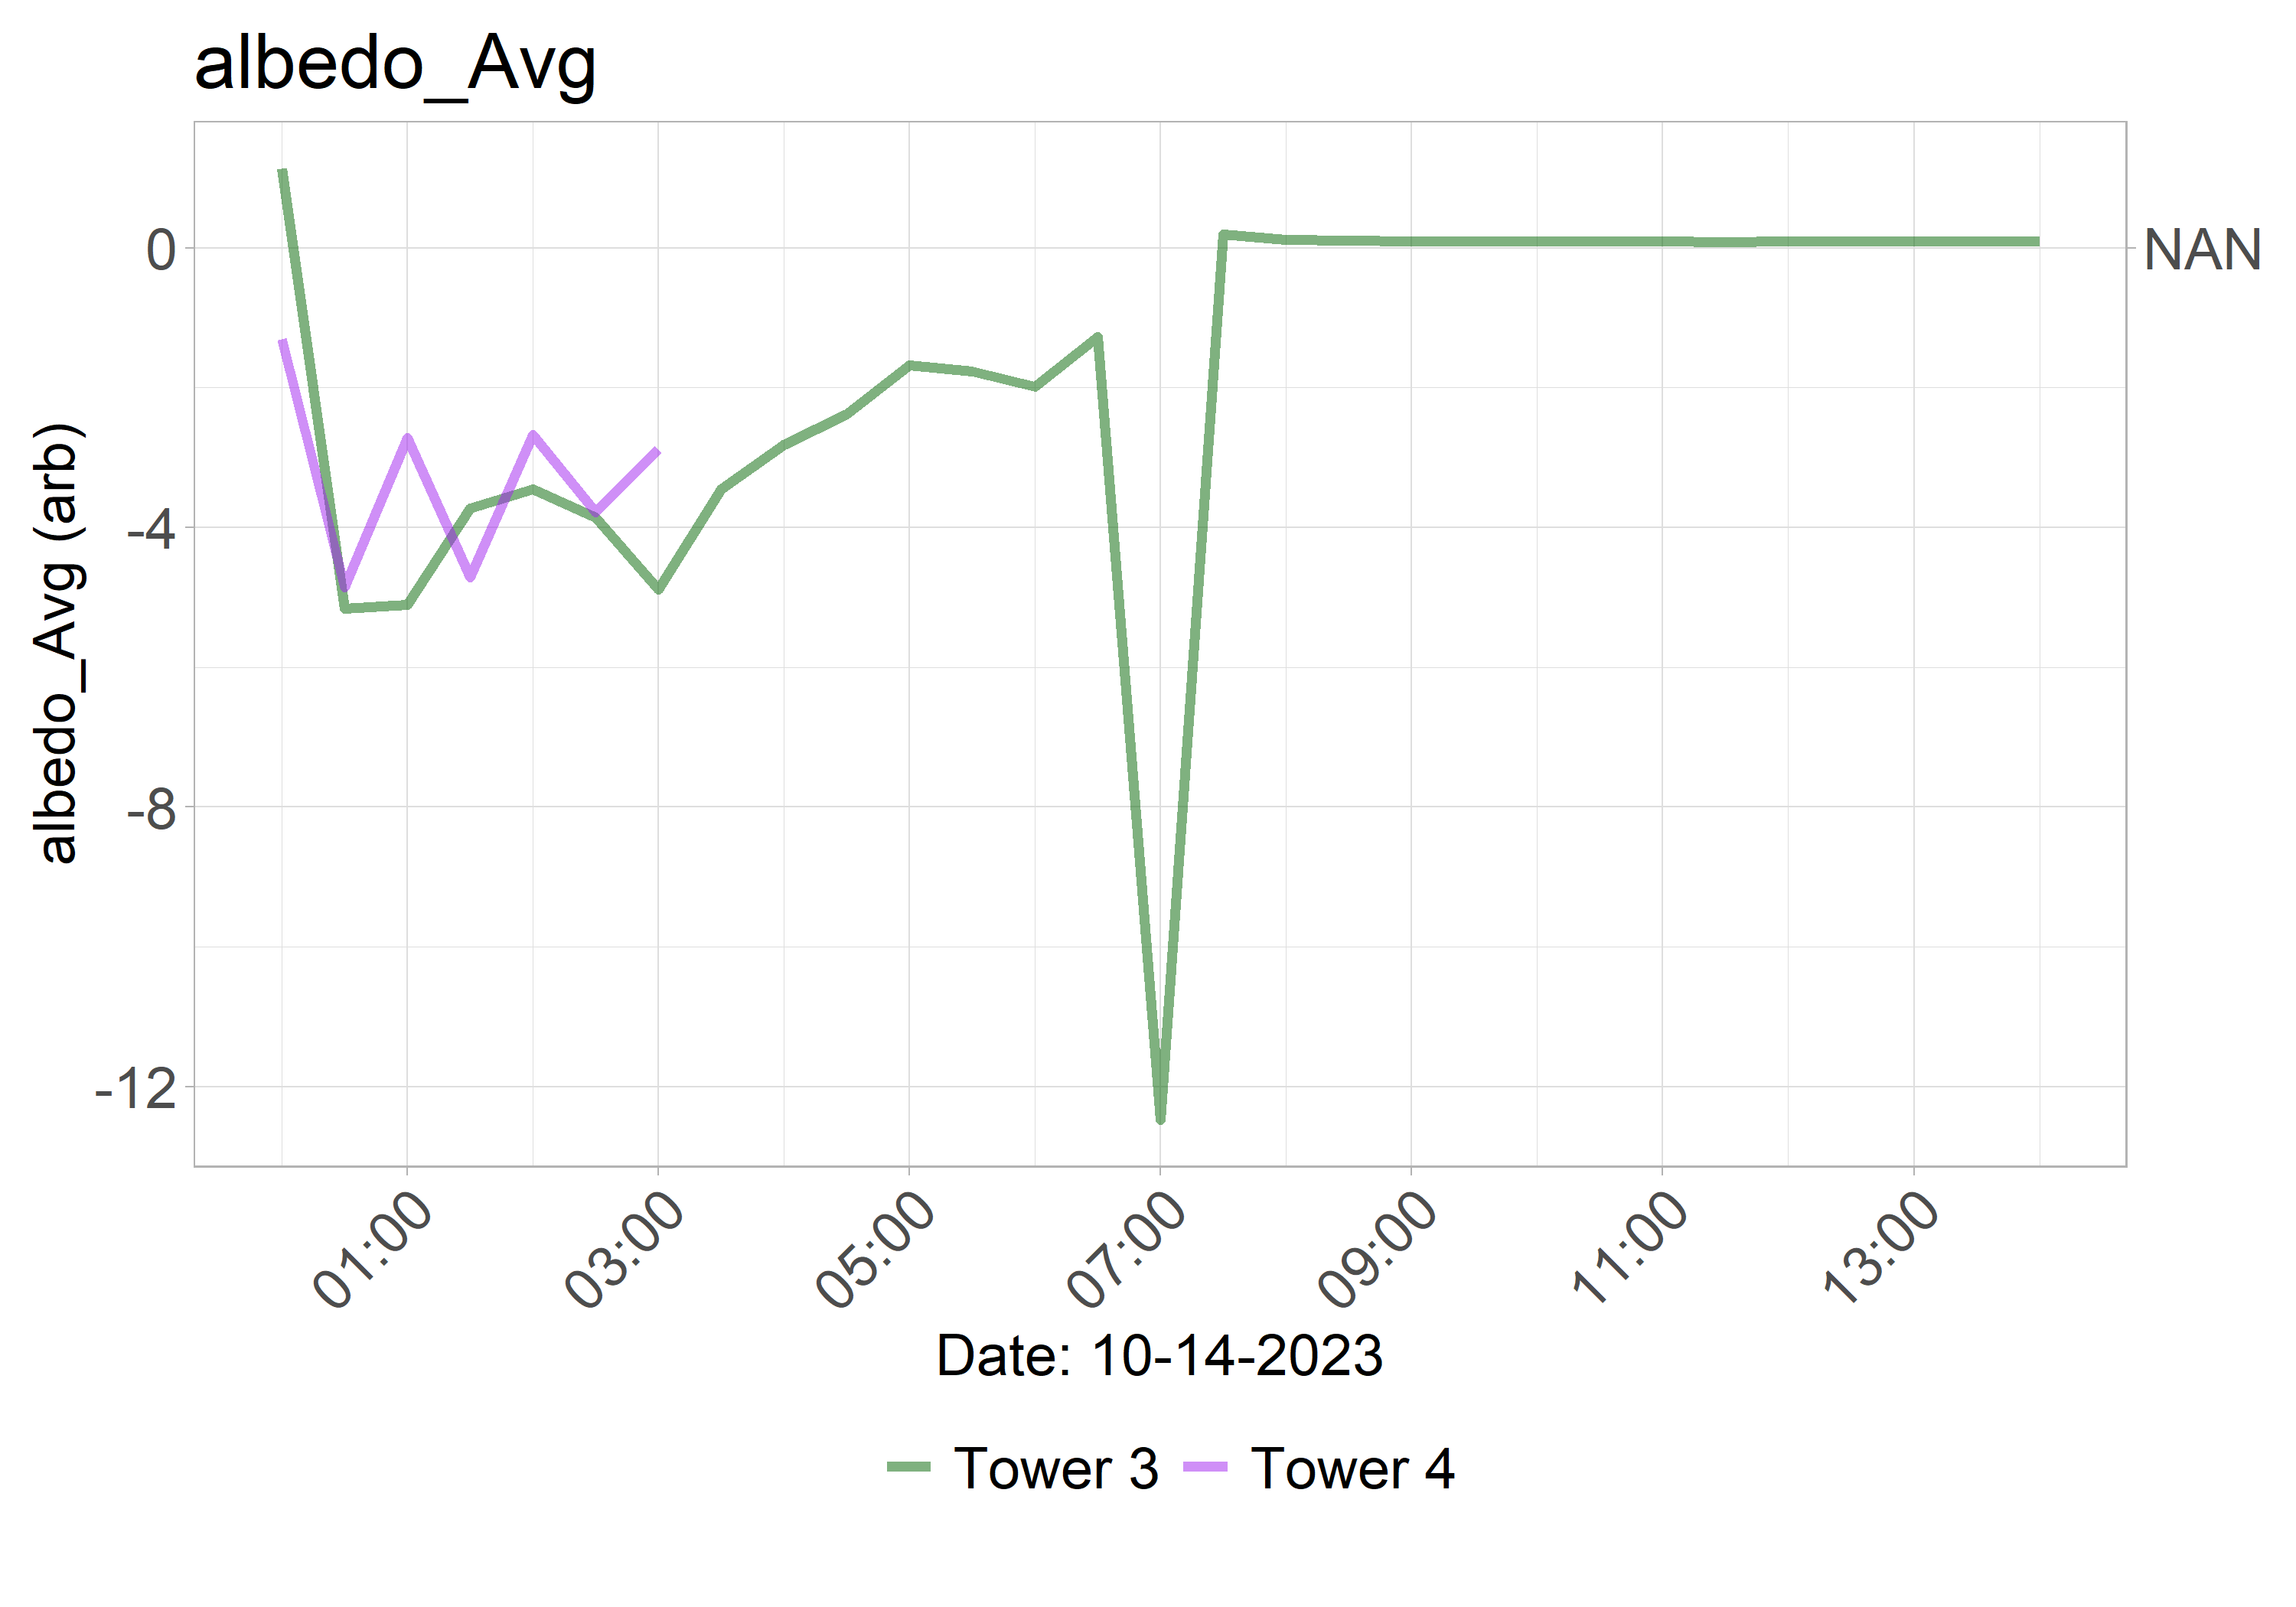 albedo_Avg
albedo_Avg (arb)
0
-4
-8
-12
NAN
01:00
03:00
05:00
07:00
09:00
11:00
13:00
Date: 10-14-2023
Tower 3
Tower 4